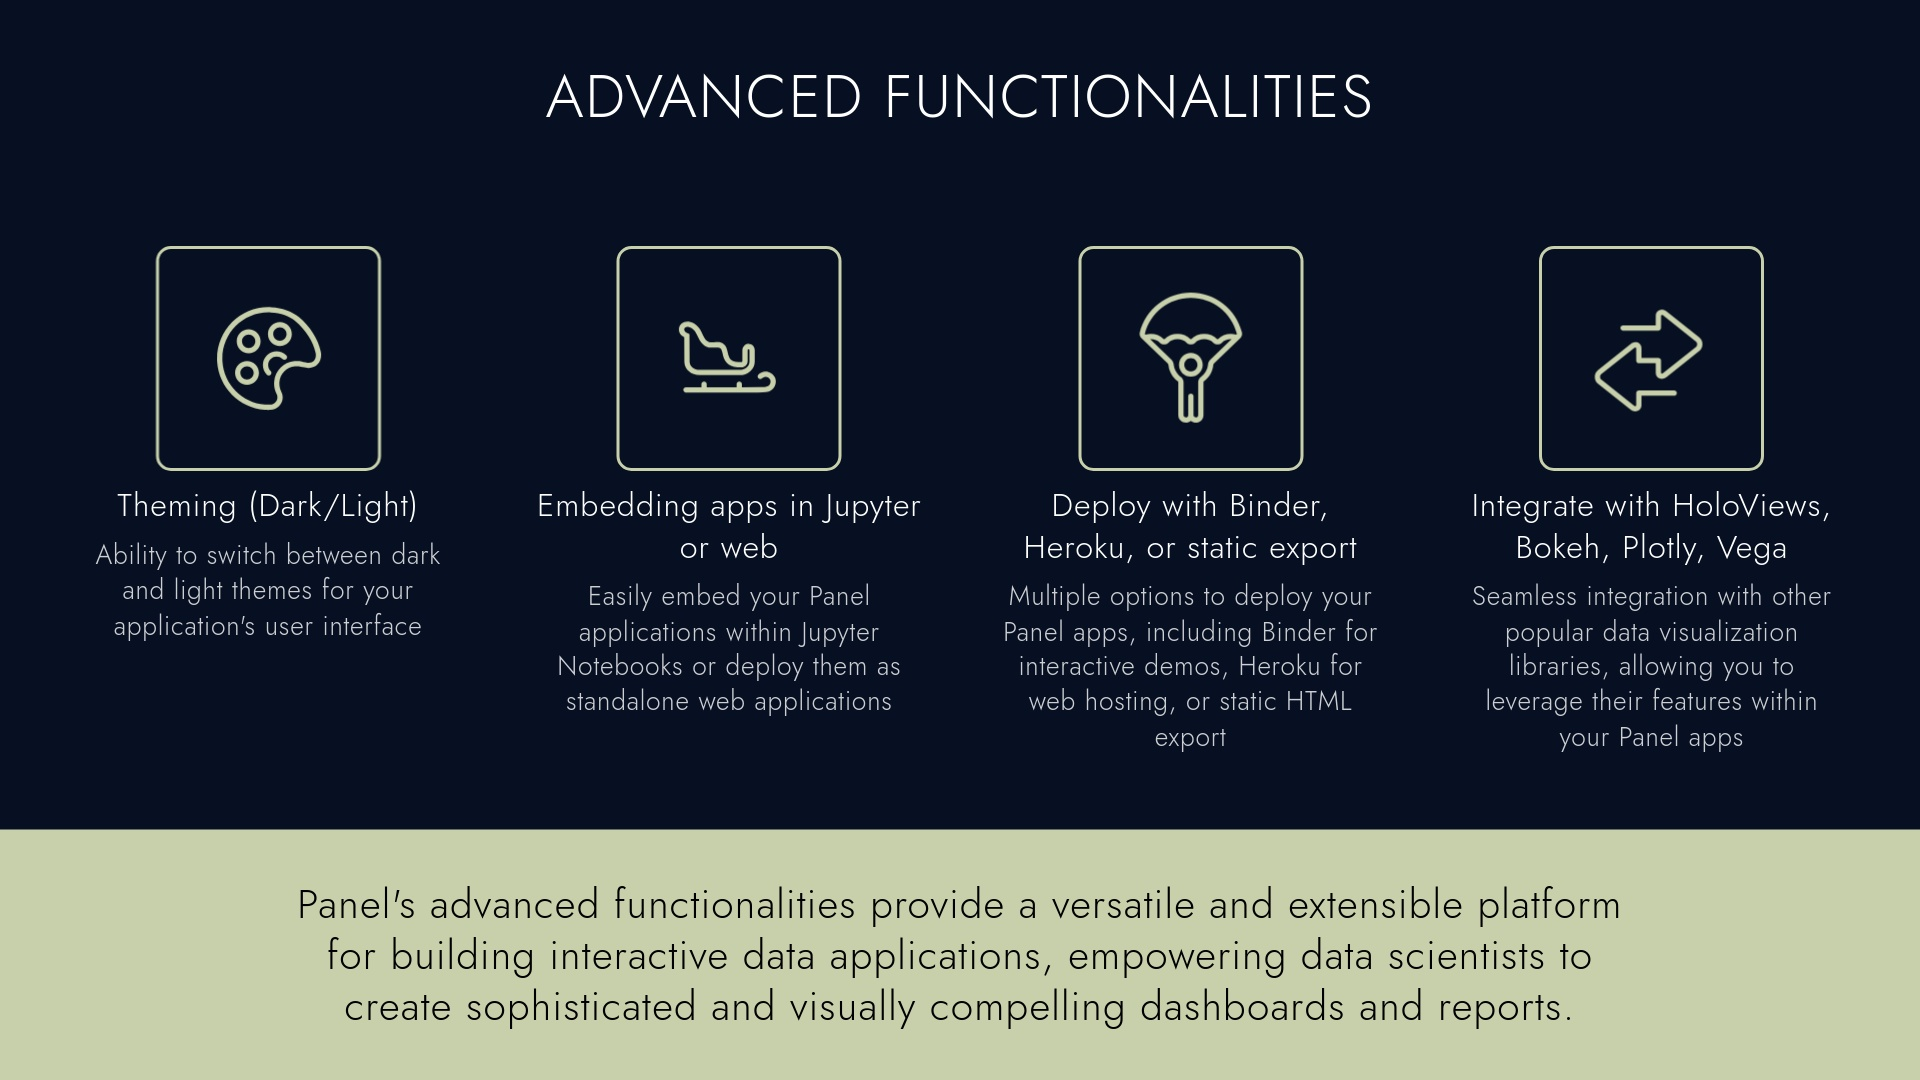 ADVANCED FUNCTIONALITIES
Theming (Dark/Light)
Ability to switch between dark
and light themes for your
application's user interface
Embedding apps in Jupyter
or web
Easily embed your Panel
applications within Jupyter
Notebooks or deploy them as
standalone web applications
Deploy with Binder,
Heroku, or static export
Multiple options to deploy your
Panel apps, including Binder for
interactive demos, Heroku for
web hosting, or static HTML
export
Integrate with HoloViews,
Bokeh, Plotly, Vega
Seamless integration with other
popular data visualization
libraries, allowing you to
leverage their features within
your Panel apps
Panel's advanced functionalities provide a versatile and extensible platform
for building interactive data applications, empowering data scientists to
create sophisticated and visually compelling dashboards and reports.